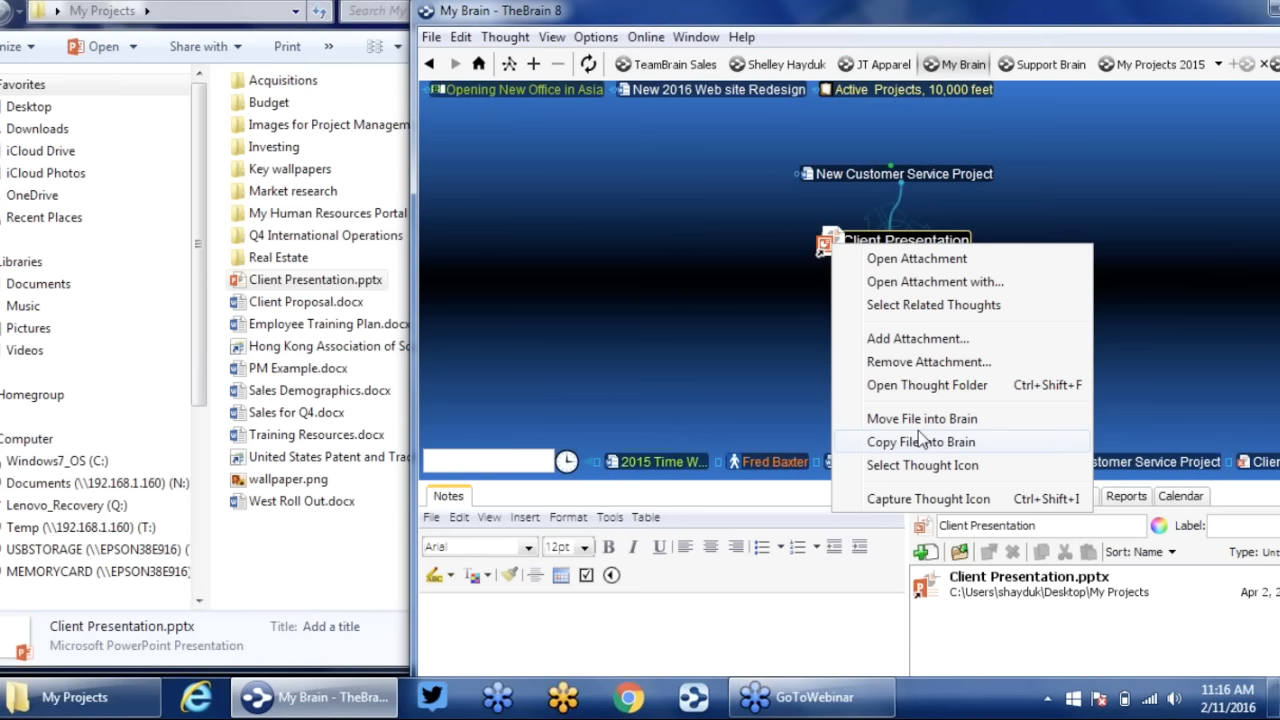 My Projects
Search My
My Brain - TheBrain 8
nize
Open
Share with
Print
»
File Edit Thought View Options Online Window Help
TeamBrain Sales
Shelley Hayduk
JT Apparel
My Brain
Support Brain
My Projects 2015
Opening New Office in Asia
New 2016 Web site Redesign
Active Projects, 10,000 feet
Favorites
Desktop
Downloads
iCloud Drive
iCloud Photos
OneDrive
Recent Places
Libraries
Documents
Music
Pictures
Videos
Homegroup
Computer
Windows7_OS (C:)
Documents (\\192.168.1.160) (N:)
Lenovo_Recovery (Q:)
Temp (\\192.168.1.160) (T:)
USBSTORAGE (\\EPSON38E916)
MEMORYCARD (\\EPSON38E916)
Acquisitions
Budget
Images for Project Managem
Investing
Key wallpapers
Market research
My Human Resources Portal
Q4 International Operations
Real Estate
Client Presentation.pptx
Client Proposal.docx
Employee Training Plan.docx
Hong Kong Association of So
PM Example.docx
Sales Demographics.docx
Sales for Q4.docx
Training Resources.docx
United States Patent and Trac
wallpaper.png
West Roll Out.docx
Client Presentation.pptx
Title: Add a title
Microsoft PowerPoint Presentation
New Customer Service Project
Client Presentation
Open Attachment
Open Attachment with...
Select Related Thoughts
Add Attachment...
Remove Attachment...
Open Thought Folder Ctrl+Shift+F
Move File into Brain
Copy File into Brain
Select Thought Icon
Capture Thought Icon Ctrl+Shift+I
2015 Time W...
Fred Baxter
stomer Service Project
Clien
Notes
Reports
Calendar
File Edit View Insert Format Tools Table
Arial
12pt
B I U
Client Presentation
Label:
Sort: Name
Type: Un
Client Presentation.pptx
C:\Users\shayduk\Desktop\My Projects
Apr 2, 2
My Projects
My Brain - TheBra...
GoToWebinar
11:16 AM
2/11/2016